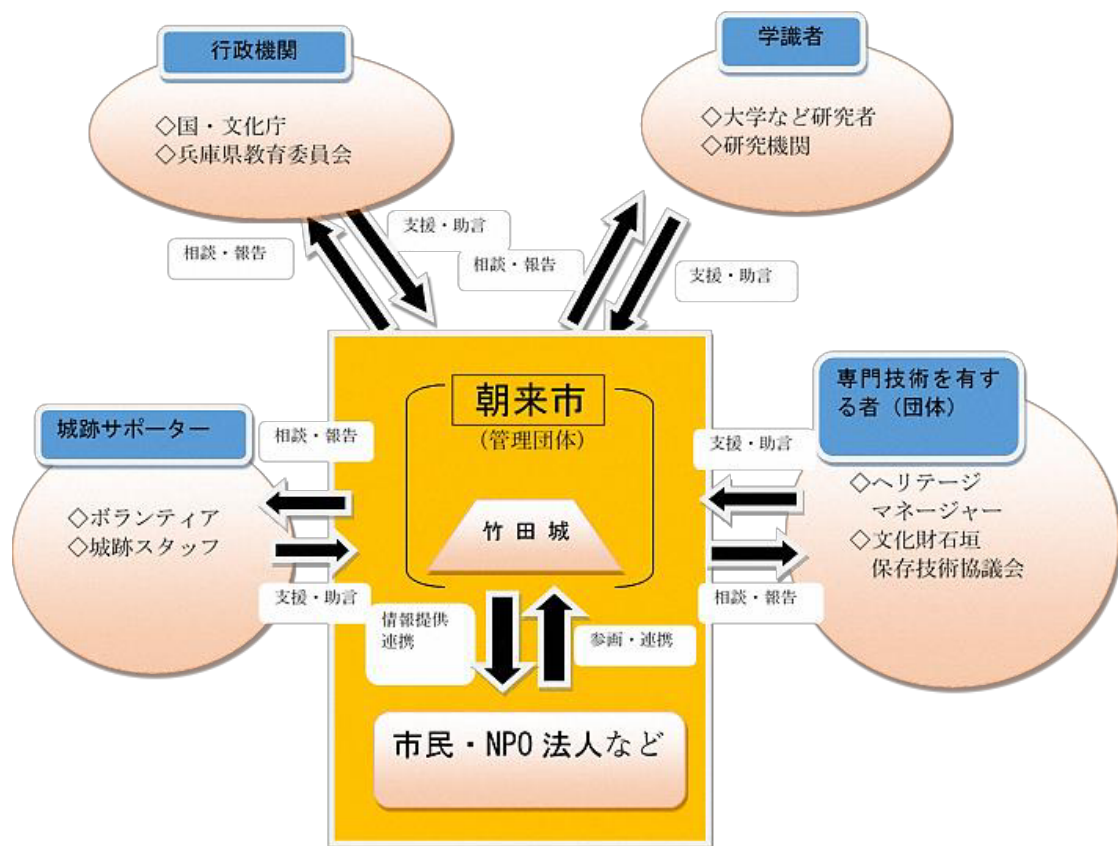 行政機関
◇国・文化庁
◇兵庫県教育委員会
学識者
◇大学など研究者
◇研究機関
相談・報告
支援・助言
相談・報告
支援・助言
城跡サポーター
◇ボランティア
◇城跡スタッフ
相談・報告
支援・助言
朝来市
(管理団体)
竹田城
支援・助言
相談・報告
専門技術を有す
る者（団体）
◇ヘリテージ
マネージャー
◇文化財石垣
保存技術協議会
情報提供
連携
参画・連携
市民・NPO法人など